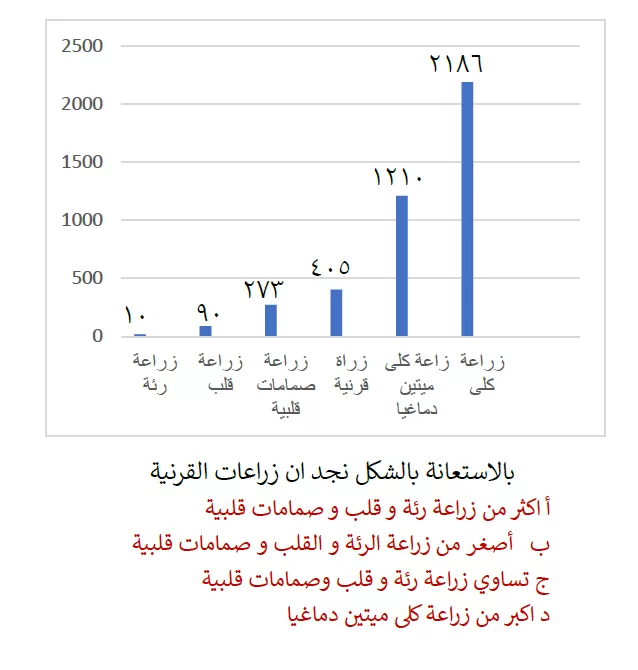 2500
2000
1500
1000
500
0
١٠
٩٠
٢٧٣
٤٠٥
١٢١٠
٢١٨٦
زراعة
رئة
زراعة
قلب
زراعة
صمامات
قلبية
زراة
قرنية
زاعة كلى
ميتين
دماغيا
زراعة
كلى
بالاستعانة بالشكل نجد ان زراعات القرنية
أ اكثر من زراعة رئة و قلب و صمامات قلبية
ب أصغر من زراعة الرئة و القلب و صمامات قلبية
ج تساوي زراعة رئة و قلب وصمامات قلبية
د اكبر من زراعة كلى ميتين دماغيا